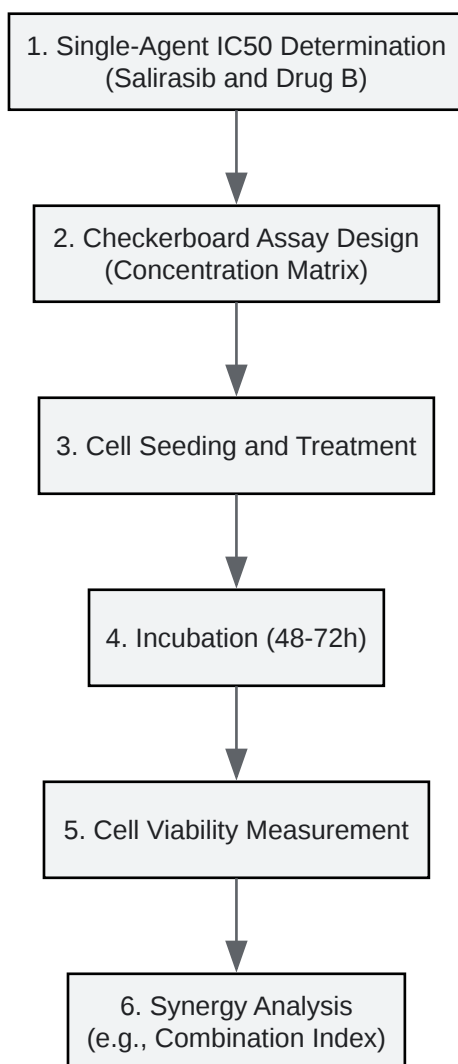 1. Single-Agent IC50 Determination
(Salirasib and Drug B)
2. Checkerboard Assay Design
(Concentration Matrix)
3. Cell Seeding and Treatment
4. Incubation (48-72h)
5. Cell Viability Measurement
6. Synergy Analysis
(e.g., Combination Index)